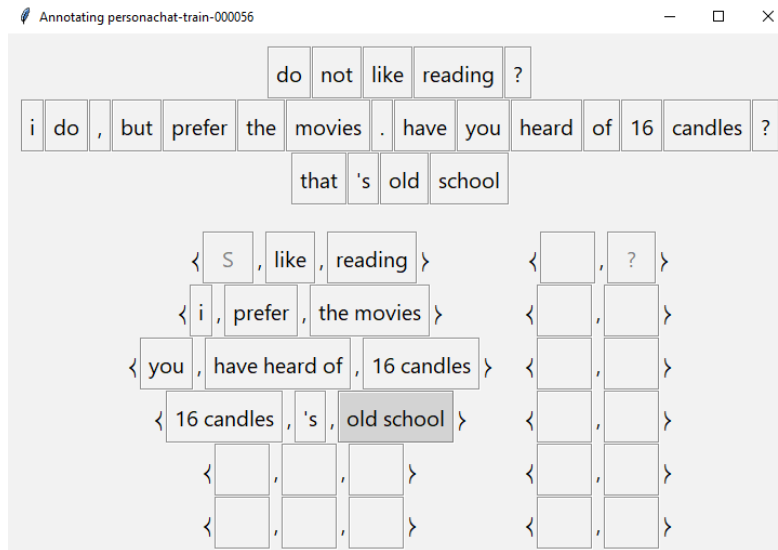 Annotating personachat-train-000056
do not like reading ?
i do , but prefer the movies . have you heard of 16 candles ?
that 's old school
{ S , like , reading } { , ? }
{ i , prefer , the movies } { , }
{ you , have heard of , 16 candles } { , }
{ 16 candles , 's , old school } { , }
{ , , } { , }
{ , , } { , }